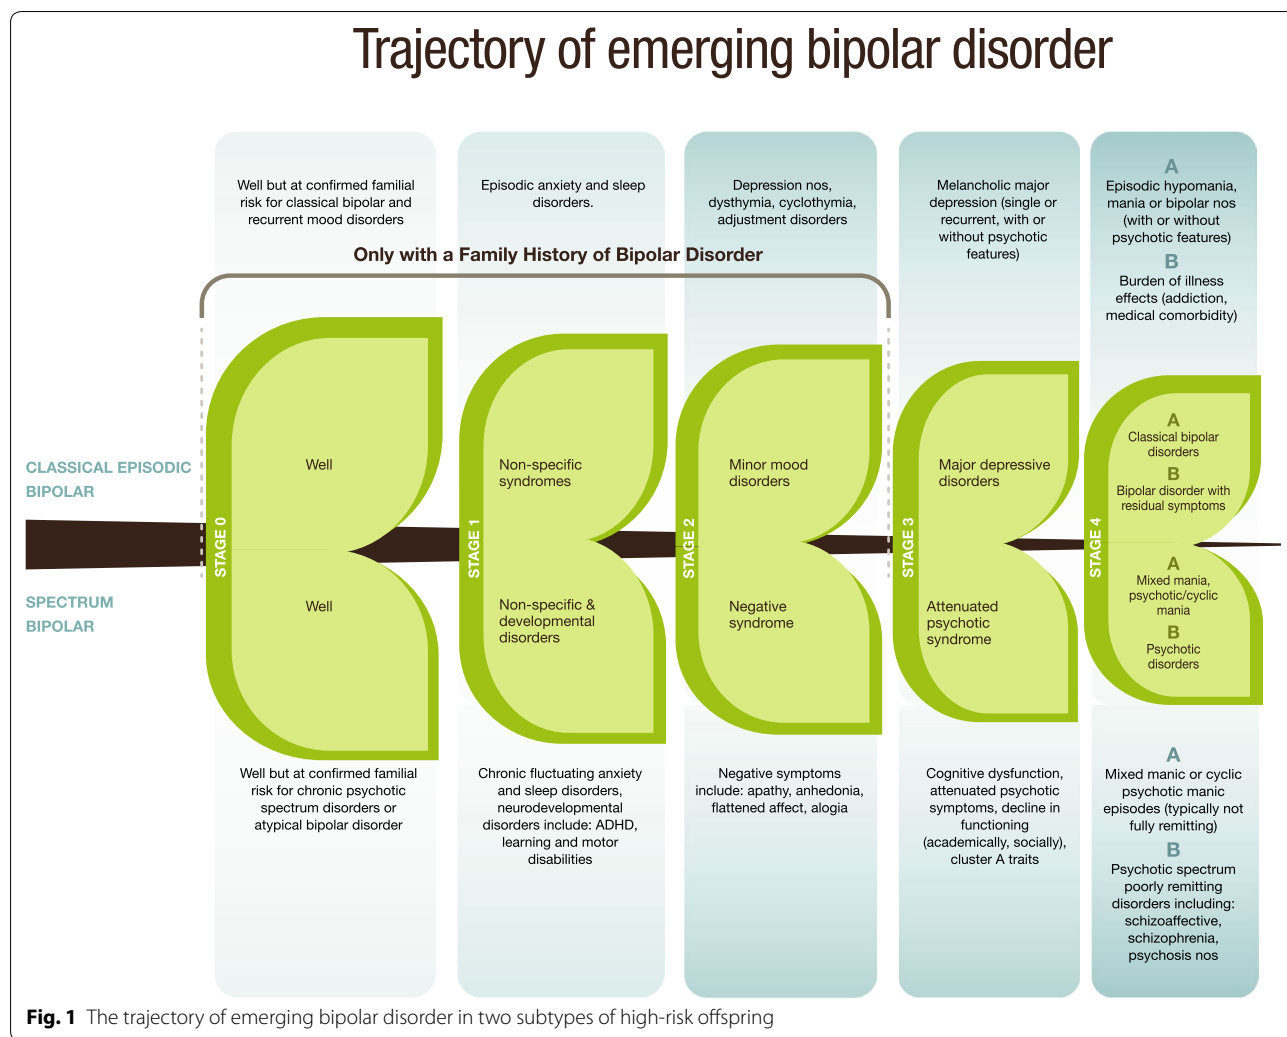 Trajectory of emerging bipolar disorder
Well but at confirmed familial
risk for classical bipolar and
recurrent mood disorders
Episodic anxiety and sleep
disorders.
Depression nos,
dysthymia, cyclothymia,
adjustment disorders
Melancholic major
depression (single or
recurrent, with or
without psychotic
features)
A
Episodic hypomania,
mania or bipolar nos
(with or without
psychotic features)
B
Burden of illness
effects (addiction,
medical comorbidity)
Only with a Family History of Bipolar Disorder
CLASSICAL EPISODIC
BIPOLAR
STAGE 0
Well
STAGE 1
Non-specific
syndromes
STAGE 2
Minor mood
disorders
STAGE 3
Major depressive
disorders
STAGE 4
A
Classical bipolar
disorders
B
Bipolar disorder with
residual symptoms
SPECTRUM
BIPOLAR
Well
Non-specific &
developmental
disorders
Negative
syndrome
Attenuated
psychotic
syndrome
A
Mixed mania,
psychotic/cyclic
mania
B
Psychotic
disorders
Well but at confirmed familial
risk for chronic psychotic
spectrum disorders or
atypical bipolar disorder
Chronic fluctuating anxiety
and sleep disorders,
neurodevelopmental
disorders include: ADHD,
learning and motor
disabilities
Negative symptoms
include: apathy, anhedonia,
flattened affect, alogia
Cognitive dysfunction,
attenuated psychotic
symptoms, decline in
functioning
(academically, socially),
cluster A traits
A
Mixed manic or cyclic
psychotic manic
episodes (typically not
fully remitting)
B
Psychotic spectrum
poorly remitting
disorders including:
schizoaffective,
schizophrenia,
psychosis nos
Fig. 1 The trajectory of emerging bipolar disorder in two subtypes of high-risk offspring